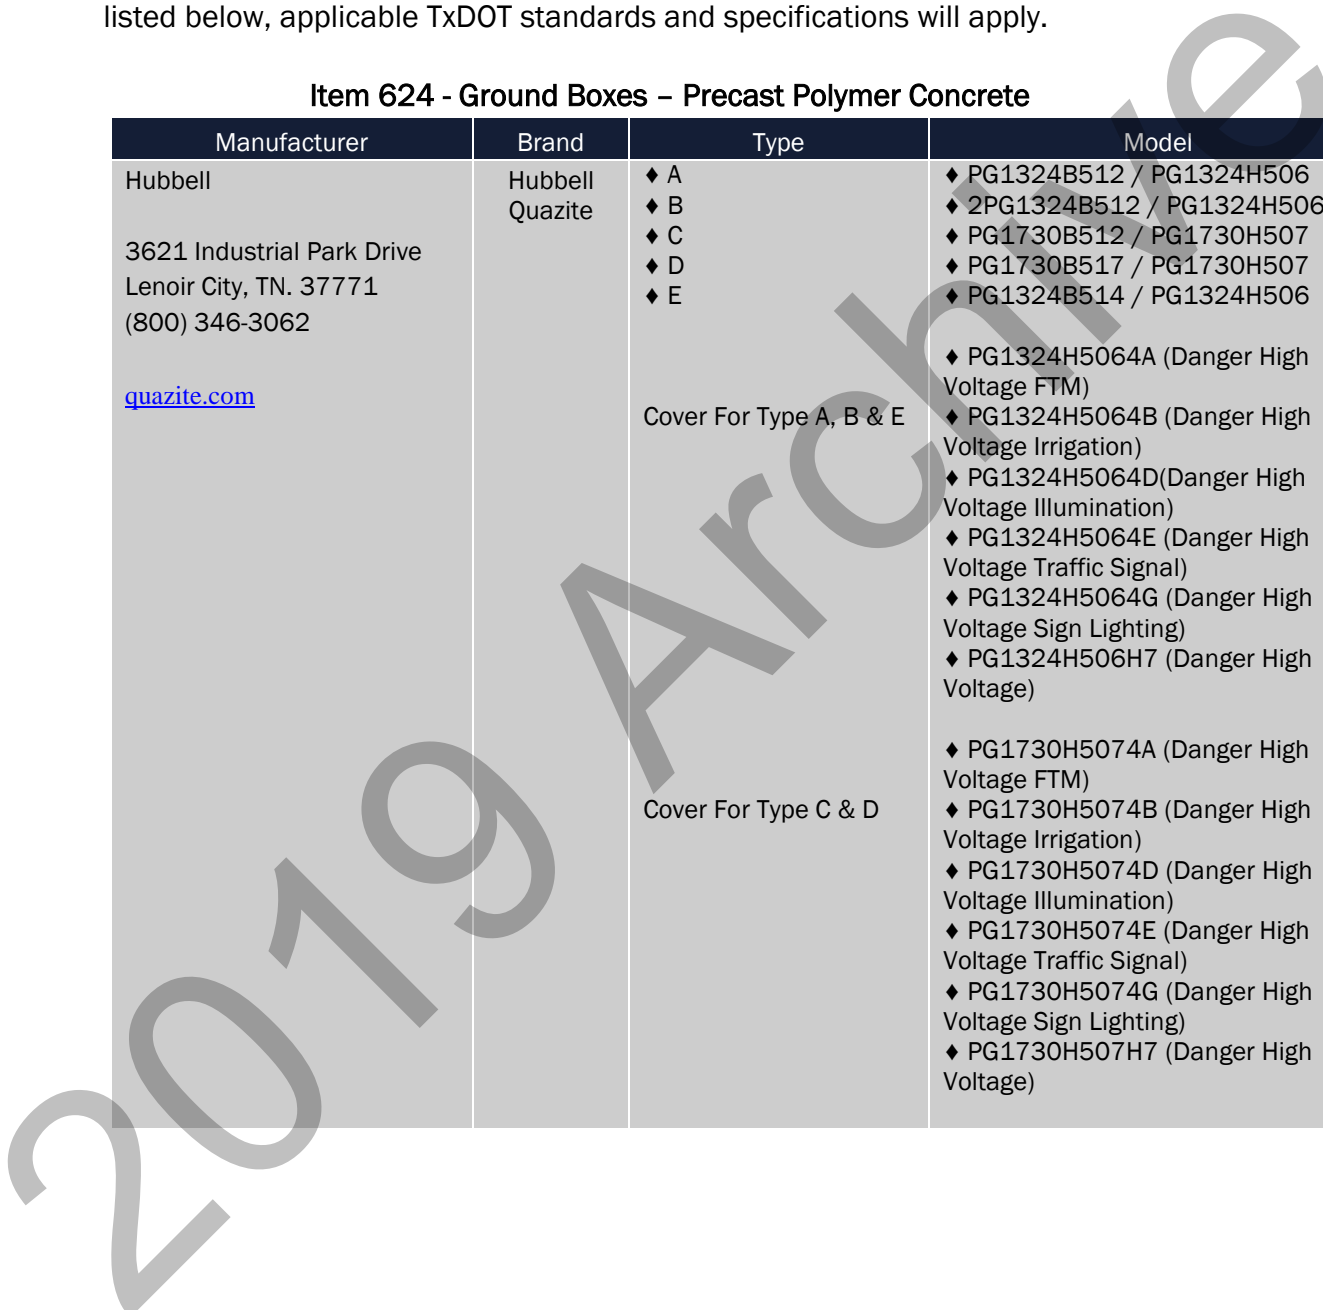 listed below, applicable TxDOT standards and specifications will apply.
Item 624 - Ground Boxes – Precast Polymer Concrete
Manufacturer Brand Type Model
Hubbell
3621 Industrial Park Drive
Lenoir City, TN. 37771
(800) 346-3062
quazite.com
Hubbell
Quazite
♦ A
♦ B
♦ C
♦ D
♦ E
Cover For Type A, B & E
Cover For Type C & D
♦ PG1324B512 / PG1324H506
♦ 2PG1324B512 / PG1324H506
♦ PG1730B512 / PG1730H507
♦ PG1730B517 / PG1730H507
♦ PG1324B514 / PG1324H506
♦ PG1324H5064A (Danger High
Voltage FTM)
♦ PG1324H5064B (Danger High
Voltage Irrigation)
♦ PG1324H5064D(Danger High
Voltage Illumination)
♦ PG1324H5064E (Danger High
Voltage Traffic Signal)
♦ PG1324H5064G (Danger High
Voltage Sign Lighting)
♦ PG1324H506H7 (Danger High
Voltage)
♦ PG1730H5074A (Danger High
Voltage FTM)
♦ PG1730H5074B (Danger High
Voltage Irrigation)
♦ PG1730H5074D (Danger High
Voltage Illumination)
♦ PG1730H5074E (Danger High
Voltage Traffic Signal)
♦ PG1730H5074G (Danger High
Voltage Sign Lighting)
♦ PG1730H507H7 (Danger High
Voltage)
2019 Archive